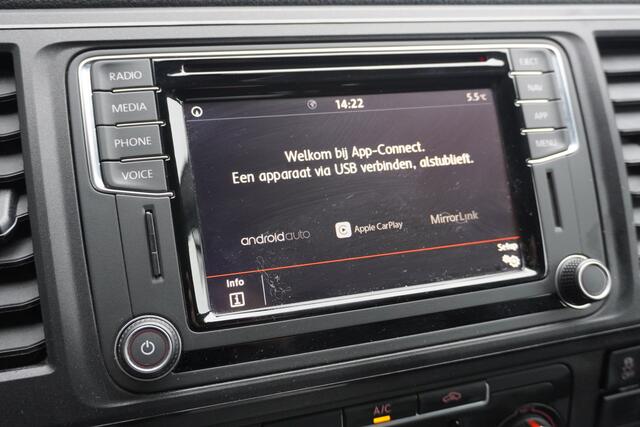 RADIO
MEDIA
PHONE
VOICE
14:22
5.5°C
Welkom bij App-Connect.
Een apparaat via USB verbinden, alstublieft.
androidauto
Apple CarPlay
MirrorLink
Setup
Info
EJECT
NAV
APP
MENU
A/C